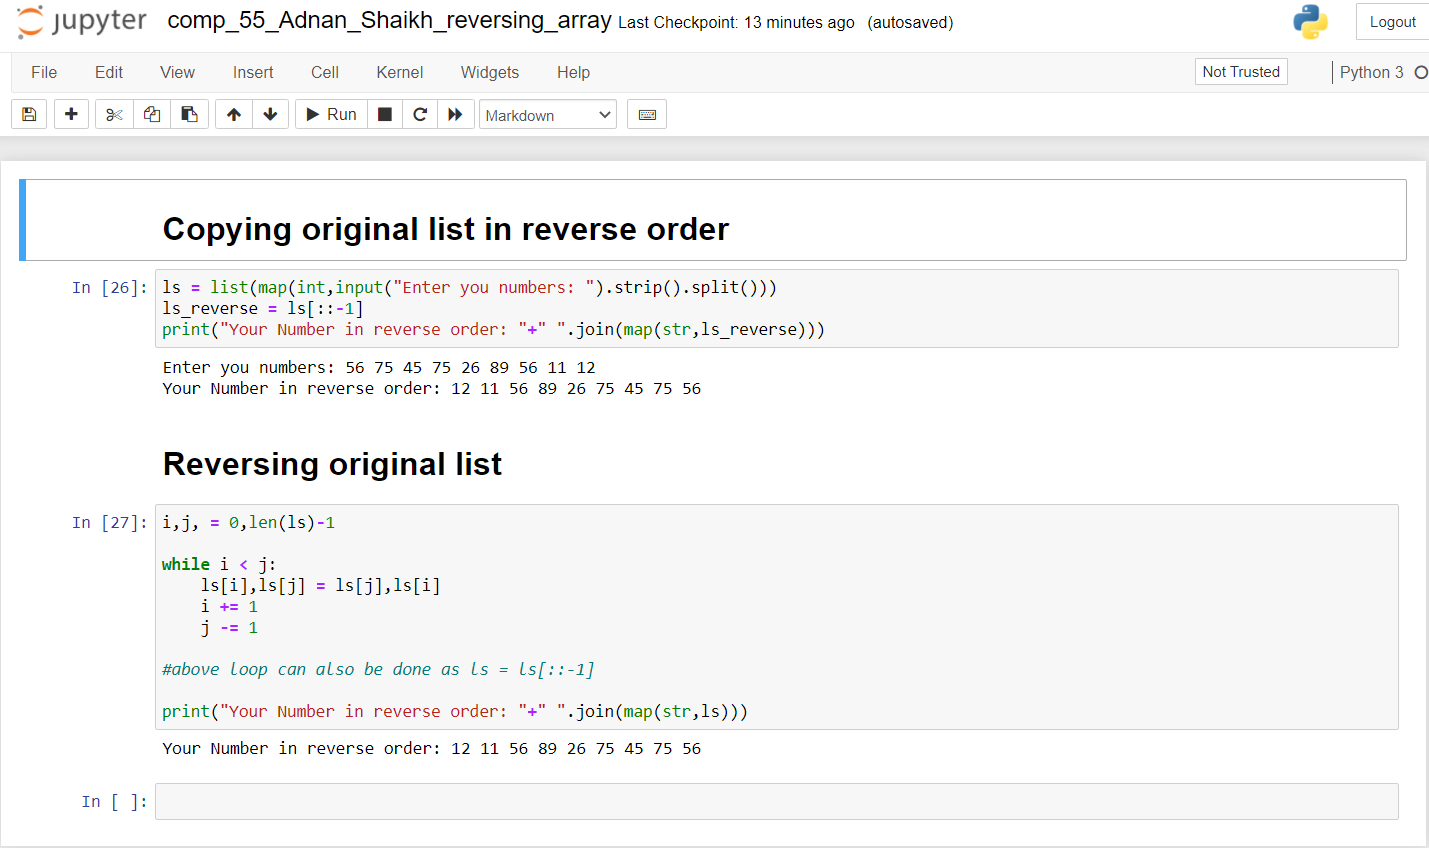 jupyter comp_55_Adnan_Shaikh_reversing_array Last Checkpoint: 13 minutes ago (autosaved) Logout
File Edit View Insert Cell Kernel Widgets Help Not Trusted Python 3
Run Markdown
Copying original list in reverse order
In [26]: ls = list(map(int,input("Enter you numbers: ").strip().split()))
ls_reverse = ls[::-1]
print("Your Number in reverse order: "+" ".join(map(str,ls_reverse)))
Enter you numbers: 56 75 45 75 26 89 56 11 12
Your Number in reverse order: 12 11 56 89 26 75 45 75 56
Reversing original list
In [27]: i,j, = 0,len(ls)-1
while i < j:
    ls[i],ls[j] = ls[j],ls[i]
    i += 1
    j -= 1
#above loop can also be done as ls = ls[::-1]
print("Your Number in reverse order: "+" ".join(map(str,ls)))
Your Number in reverse order: 12 11 56 89 26 75 45 75 56
In [ ]: